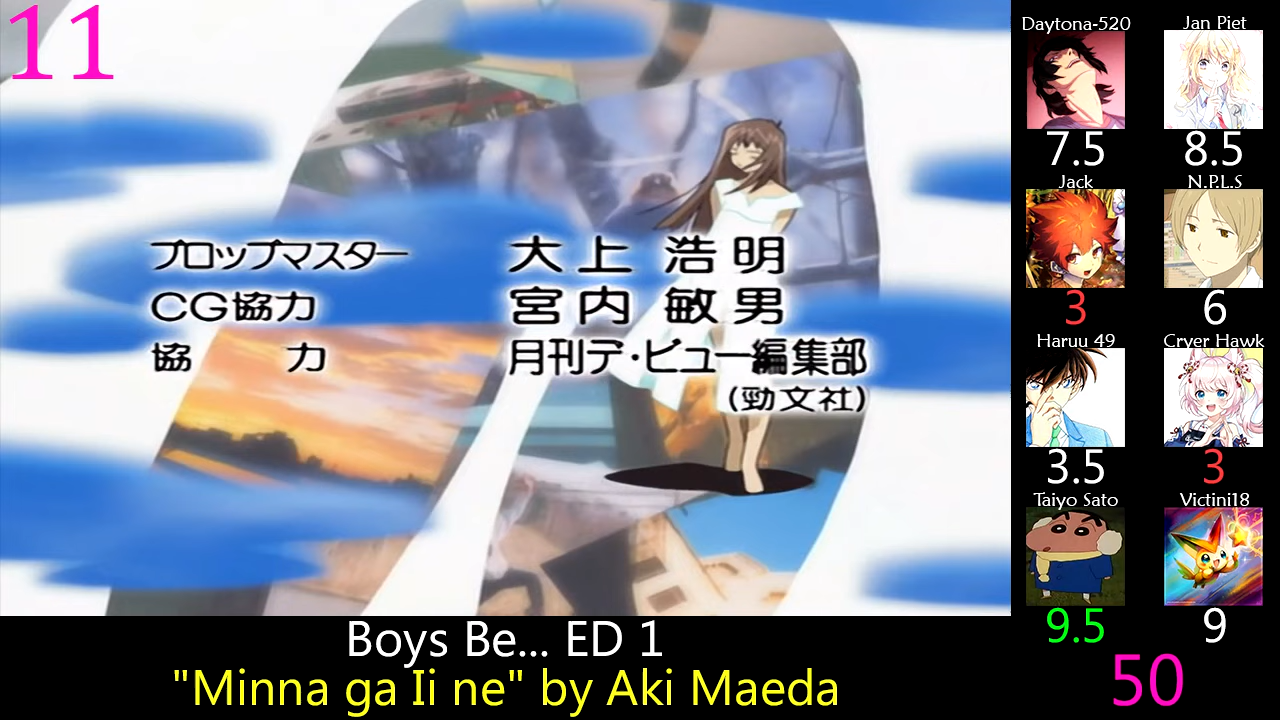 11
プロップマスター 大上 浩明
CG協力 宮内 敏男
協 力 月刊デ・ビュー編集部
(勁文社)
Boys Be... ED 1
"Minna ga Ii ne" by Aki Maeda
Daytona-520 Jan Piet
7.5 8.5
Jack N.P.L.S
3 6
Haruu 49 Cryer Hawk
3.5 3
Taiyo Sato Victini18
9.5 9
50